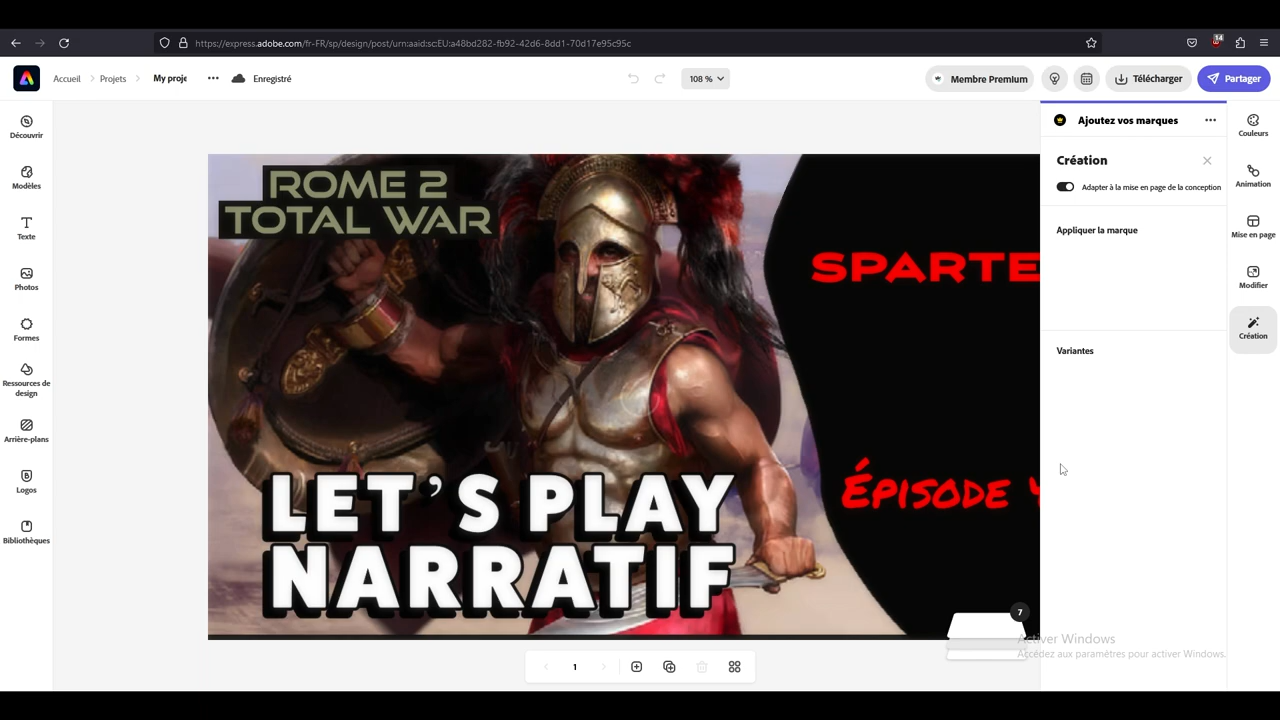 https://express.adobe.com/fr-FR/sp/design/post/urn:aaid:sc:EU:a48bd282-fb92-42d6-8dd1-70d17e95c95c
14
Accueil
Projets
My proje
Enregistré
108 %
Membre Premium
Télécharger
Partager
Découvrir
Modèles
Texte
Photos
Formes
Ressources de
design
Arrière-plans
Logos
Bibliothèques
ROME 2
TOTAL WAR
SPARTE
ÉPISODE 4
LET'S PLAY
NARRATIF
7
1
Ajoutez vos marques
Création
Adapter à la mise en page de la conception
Appliquer la marque
Variantes
Couleurs
Animation
Mise en page
Modifier
Création
Activer Windows
Accédez aux paramètres pour activer Windows.